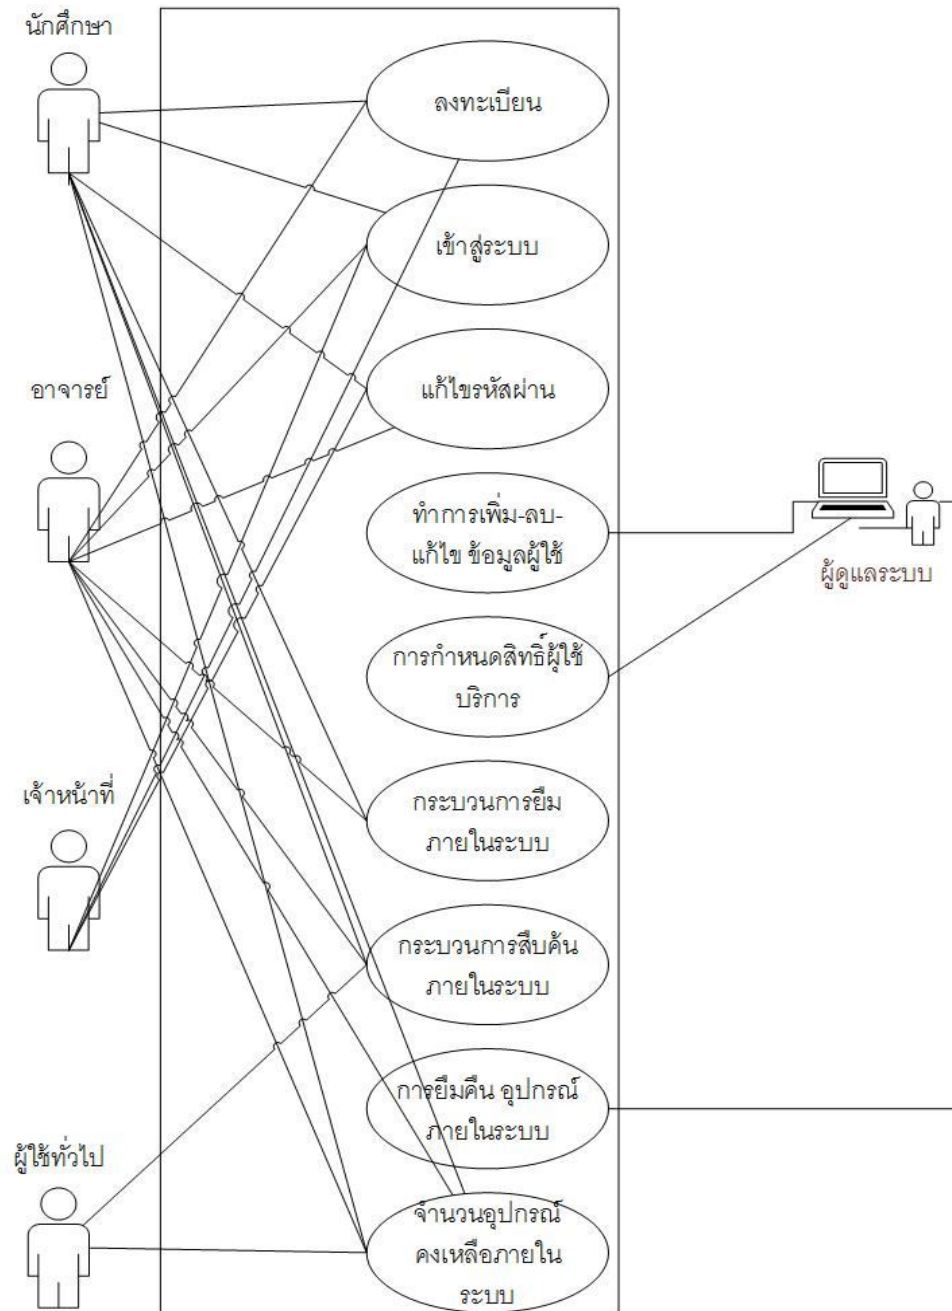 นักศึกษา
ลงทะเบียน
เข้าสู่ระบบ
อาจารย์
แก้ไขรหัสผ่าน
ทำการเพิ่ม-ลบ-
แก้ไข ข้อมูลผู้ใช้
ผู้ดูแลระบบ
การกำหนดสิทธิ์ผู้ใช้
บริการ
เจ้าหน้าที่
กระบวนการยืม
ภายในระบบ
กระบวนการสืบค้น
ภายในระบบ
การยืมคืน อุปกรณ์
ภายในระบบ
ผู้ใช้ทั่วไป
จำนวนอุปกรณ์
คงเหลือภายใน
ระบบ